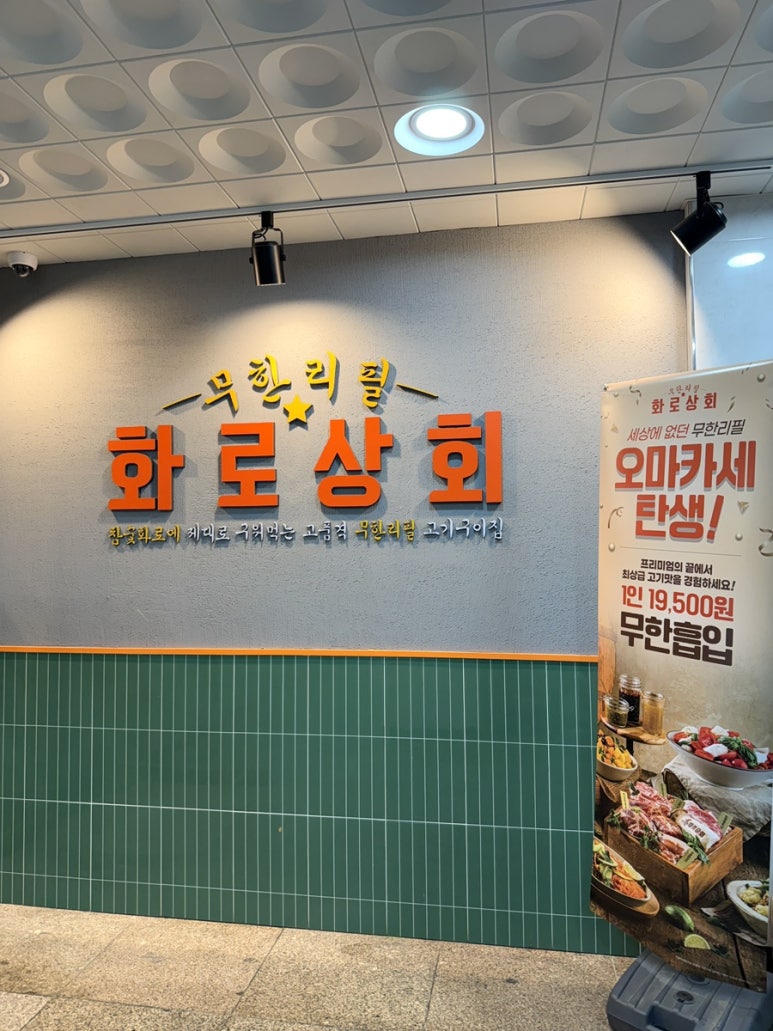 무한리필
화로상회
참숯화로에 제대로 구워먹는 고품격 무한리필 고기구이집
무한리필
화로상회
세상에 없던 무한리필
오마카세
탄생!
프리미엄의 끝에서
최상급 고기맛을 경험하세요!
1인 19,500원
무한흡입